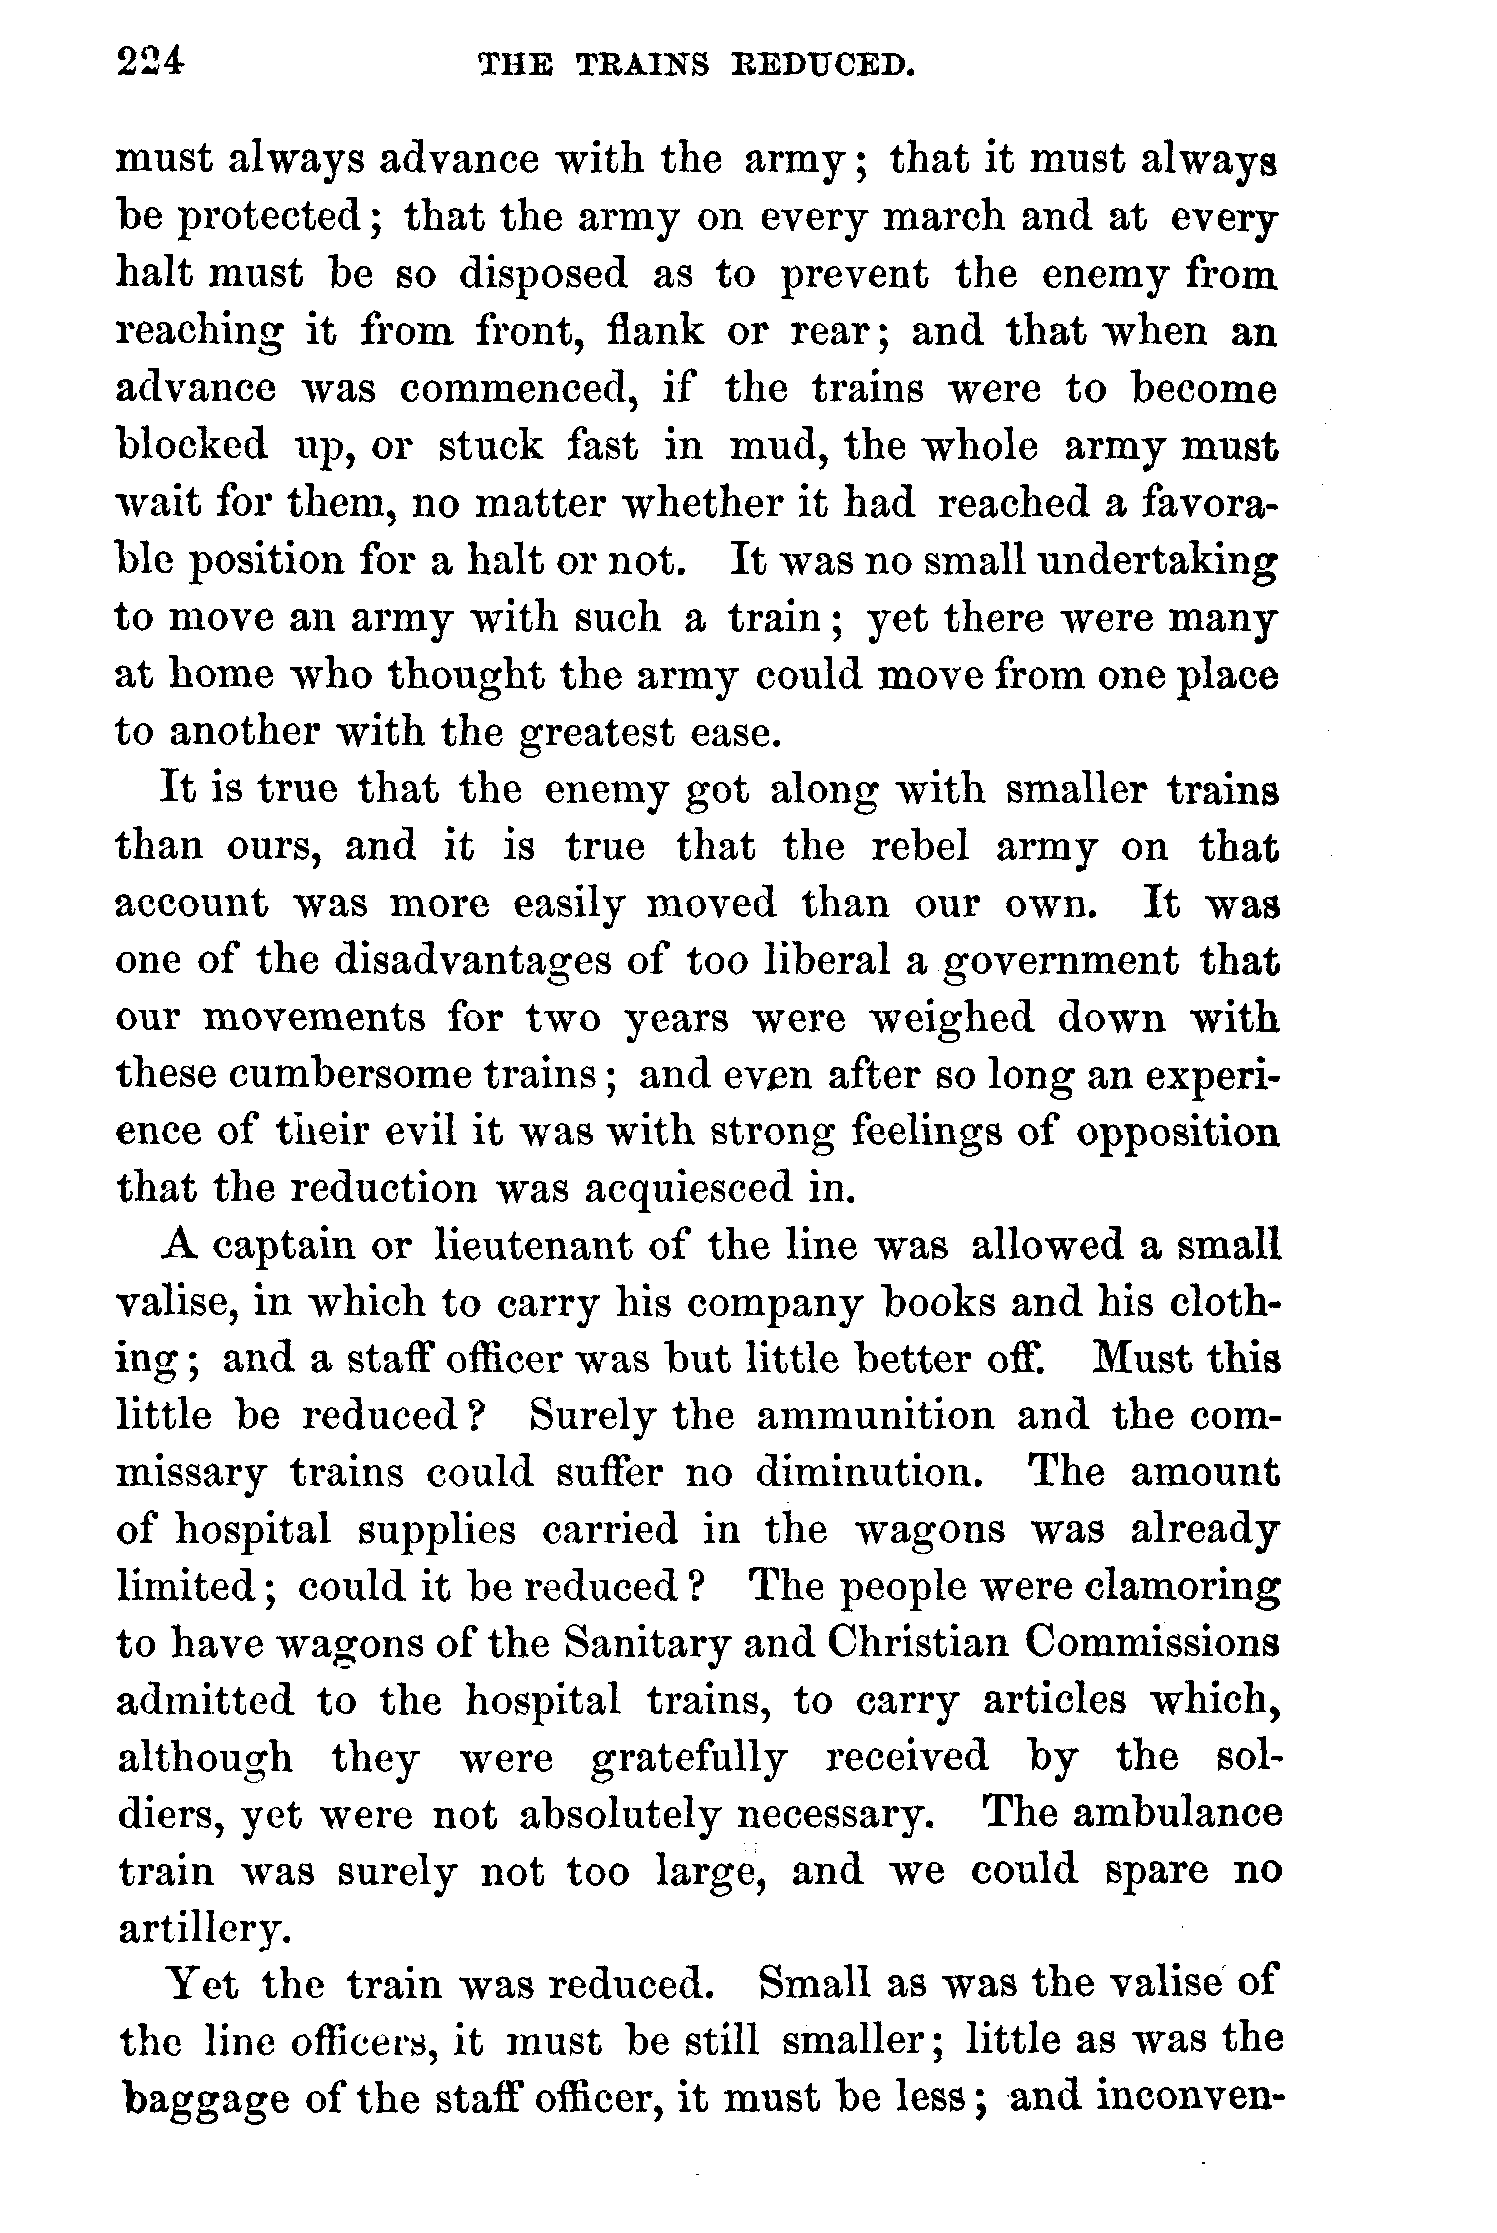 224 THE TRAINS REDUCED.
must always advance with the army; that it must always
be protected; that the army on every march and at every
halt must be so disposed as to prevent the enemy from
reaching it from front, flank or rear; and that when an
advance was commenced, if the trains were to become
blocked up, or stuck fast in mud, the whole army must
wait for them, no matter whether it had reached a favora-
ble position for a halt or not. It was no small undertaking
to move an army with such a train; yet there were many
at home who thought the army could move from one place
to another with the greatest ease.
It is true that the enemy got along with smaller trains
than ours, and it is true that the rebel army on that
account was more easily moved than our own. It was
one of the disadvantages of too liberal a government that
our movements for two years were weighed down with
these cumbersome trains; and even after so long an experi-
ence of their evil it was with strong feelings of opposition
that the reduction was acquiesced in.
A captain or lieutenant of the line was allowed a small
valise, in which to carry his company books and his cloth-
ing; and a staff officer was but little better off. Must this
little be reduced? Surely the ammunition and the com-
missary trains could suffer no diminution. The amount
of hospital supplies carried in the wagons was already
limited; could it be reduced? The people were clamoring
to have wagons of the Sanitary and Christian Commissions
admitted to the hospital trains, to carry articles which,
although they were gratefully received by the sol-
diers, yet were not absolutely necessary. The ambulance
train was surely not too large, and we could spare no
artillery.
Yet the train was reduced. Small as was the valise of
the line officers, it must be still smaller; little as was the
baggage of the staff officer, it must be less; and inconven-